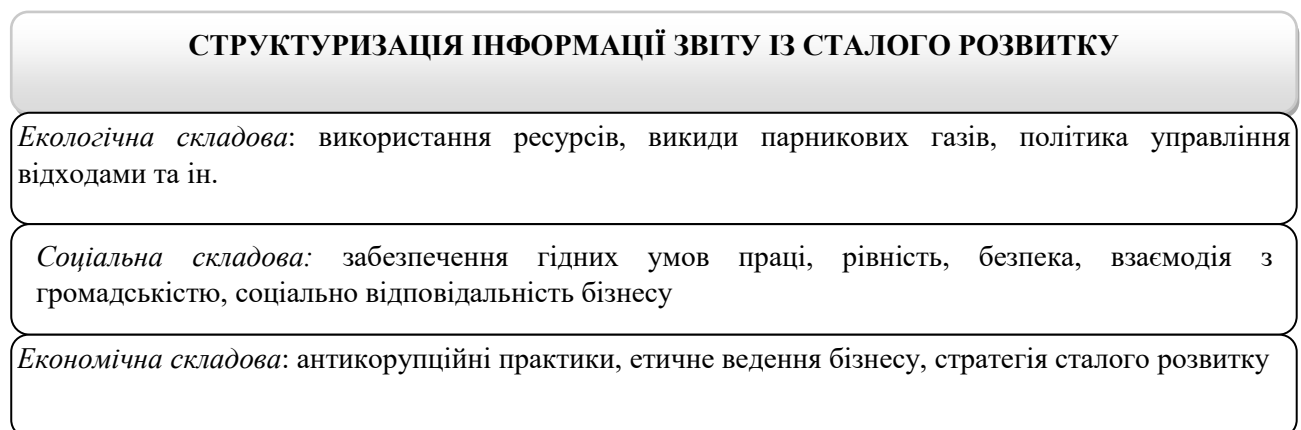 СТРУКТУРИЗАЦІЯ ІНФОРМАЦІЇ ЗВІТУ ІЗ СТАЛОГО РОЗВИТКУ
Екологічна складова: використання ресурсів, викиди парникових газів, політика управління
відходами та ін.
Соціальна складова: забезпечення гідних умов праці, рівність, безпека, взаємодія з
громадськістю, соціально відповідальність бізнесу
Економічна складова: антикорупційні практики, етичне ведення бізнесу, стратегія сталого розвитку